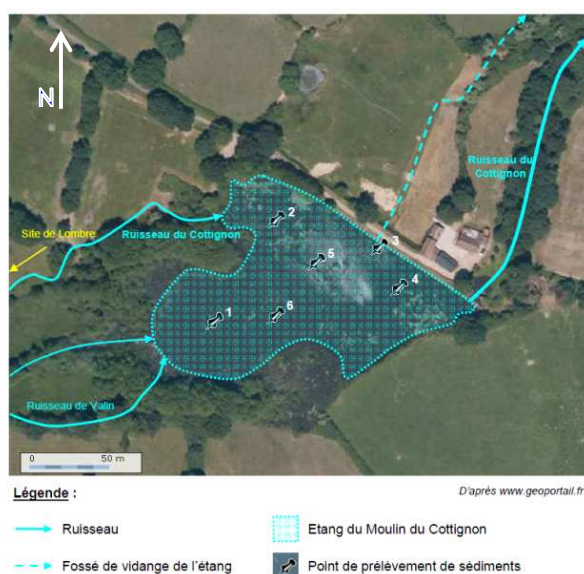 N
Ruisseau du
Cottignon
2
Site de Lombre
Ruisseau du Cottignon
3
5
4
1
6
Ruisseau de Valin
0 50 m
Légende :
D'après www.geoportail.fr
Ruisseau
Etang du Moulin du Cottignon
Fossé de vidange de l'étang
Point de prélèvement de sédiments